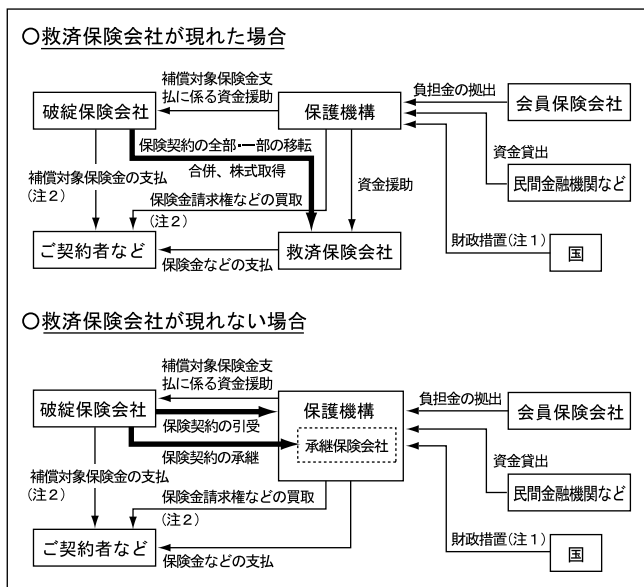 ○救済保険会社が現れた場合
補償対象保険金支
払に係る資金援助
負担金の拠出
破綻保険会社
保護機構
会員保険会社
保険契約の全部・一部の移転
資金貸出
合併、株式取得
補償対象保険金の支払
(注2)
保険金請求権などの買取
(注2)
資金援助
民間金融機関など
財政措置(注1)
ご契約者など
救済保険会社
国
保険金などの支払
○救済保険会社が現れない場合
補償対象保険金支
払に係る資金援助
負担金の拠出
破綻保険会社
保護機構
会員保険会社
保険契約の引受
承継保険会社
保険契約の承継
資金貸出
補償対象保険金の支払
(注2)
保険金請求権などの買取
(注2)
民間金融機関など
財政措置(注1)
ご契約者など
国
保険金などの支払